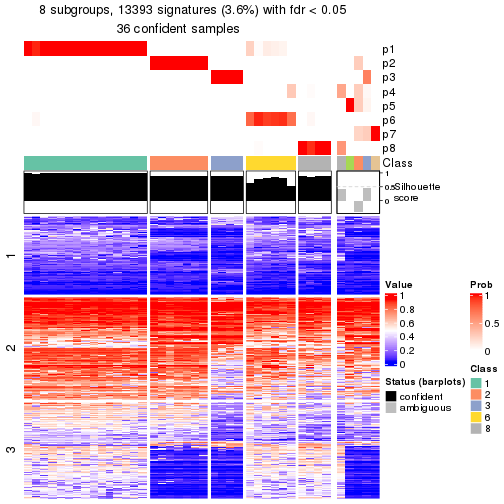 8 subgroups, 13393 signatures (3.6%) with fdr < 0.05
36 confident samples
p1
p2
p3
p4
p5
p6
p7
p8
Class
1
0.5
0
Silhouette
score
1
2
3
Value
1
0.8
0.6
0.4
0.2
0
Status (barplots)
confident
ambiguous
Prob
1
0.5
0
Class
1
2
3
6
8